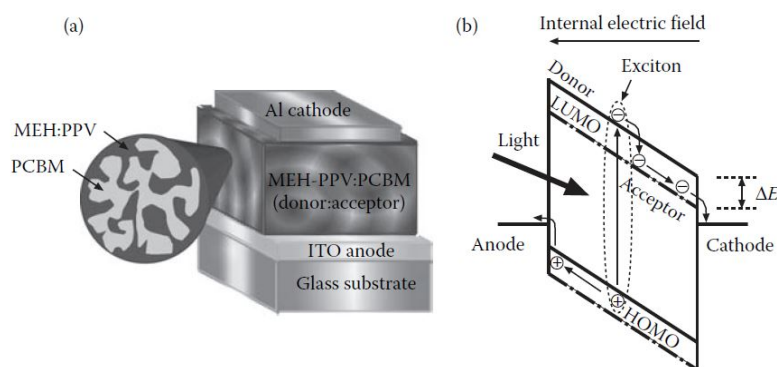 (a)
Al cathode
MEH:PPV
PCBM
MEH-PPV:PCBM
(donor:acceptor)
ITO anode
Glass substrate
(b)
Internal electric field
Donor
Exciton
LUMO
Light
Acceptor
ΔE
Anode
Cathode
HOMO